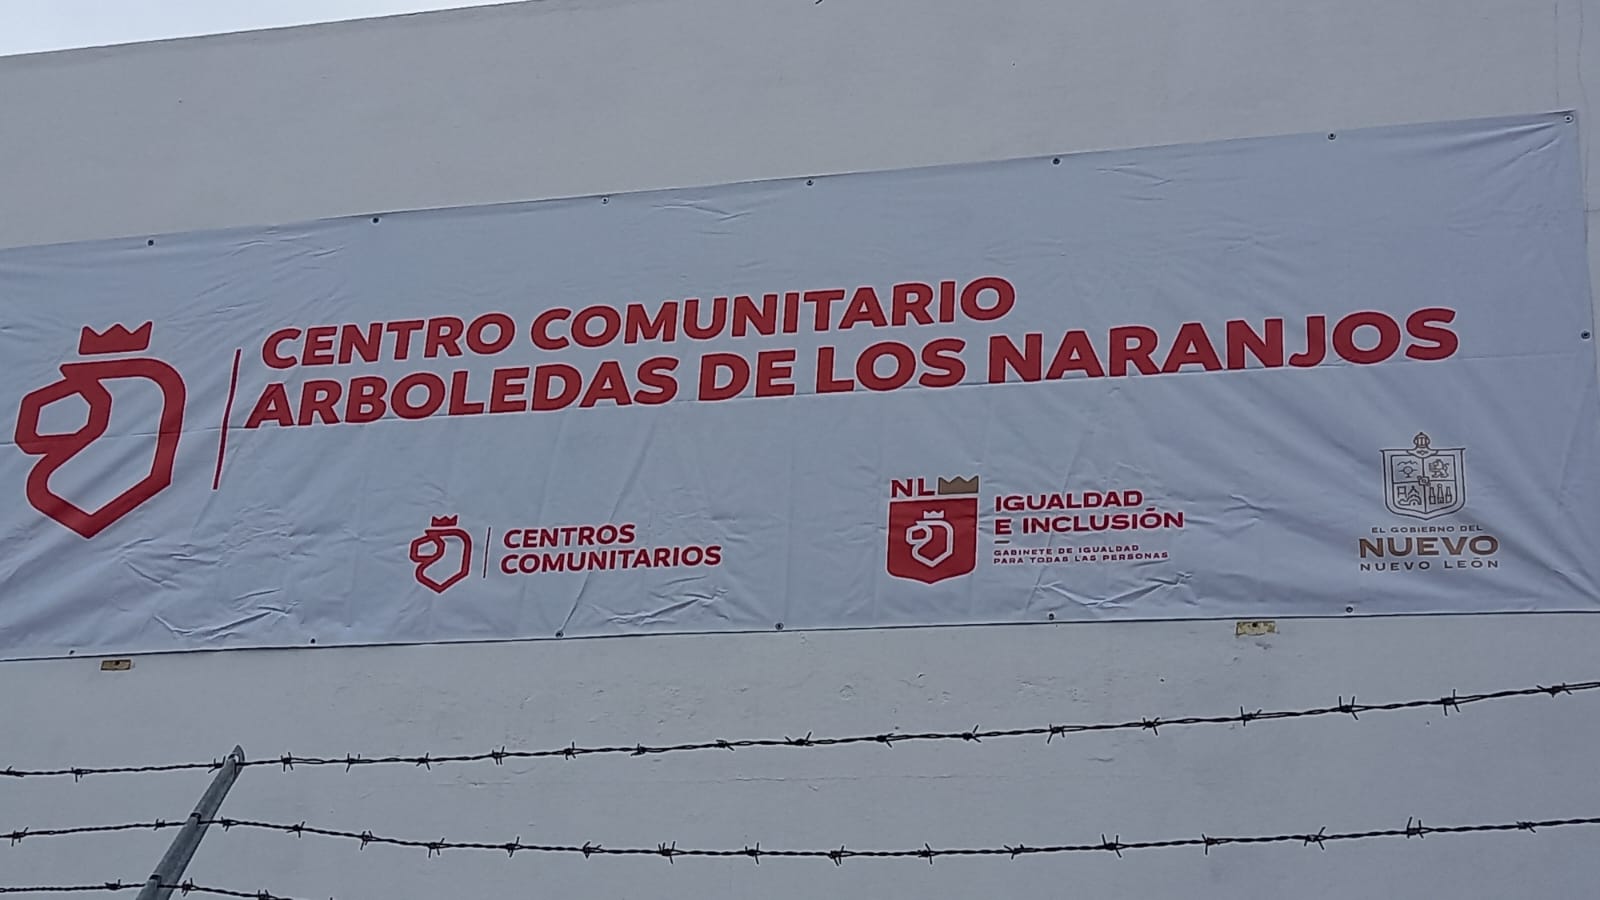 CENTRO COMUNITARIO
ARBOLEDAS DE LOS NARANJOS
CENTROS
COMUNITARIOS
NL
IGUALDAD
E INCLUSIÓN
GABINETE DE IGUALDAD
PARA TODAS LAS PERSONAS
EL GOBIERNO DEL
NUEVO
NUEVO LEÓN